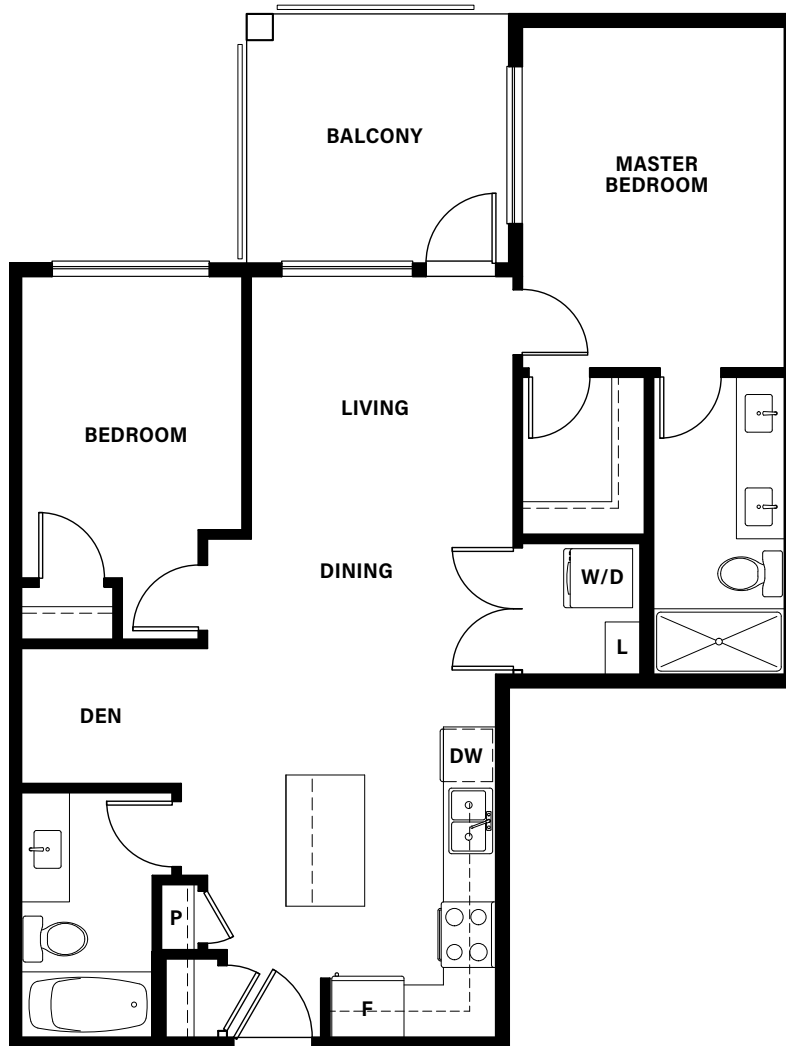 BALCONY
MASTER
BEDROOM
LIVING
BEDROOM
DINING
W/D
L
DEN
DW
P
F